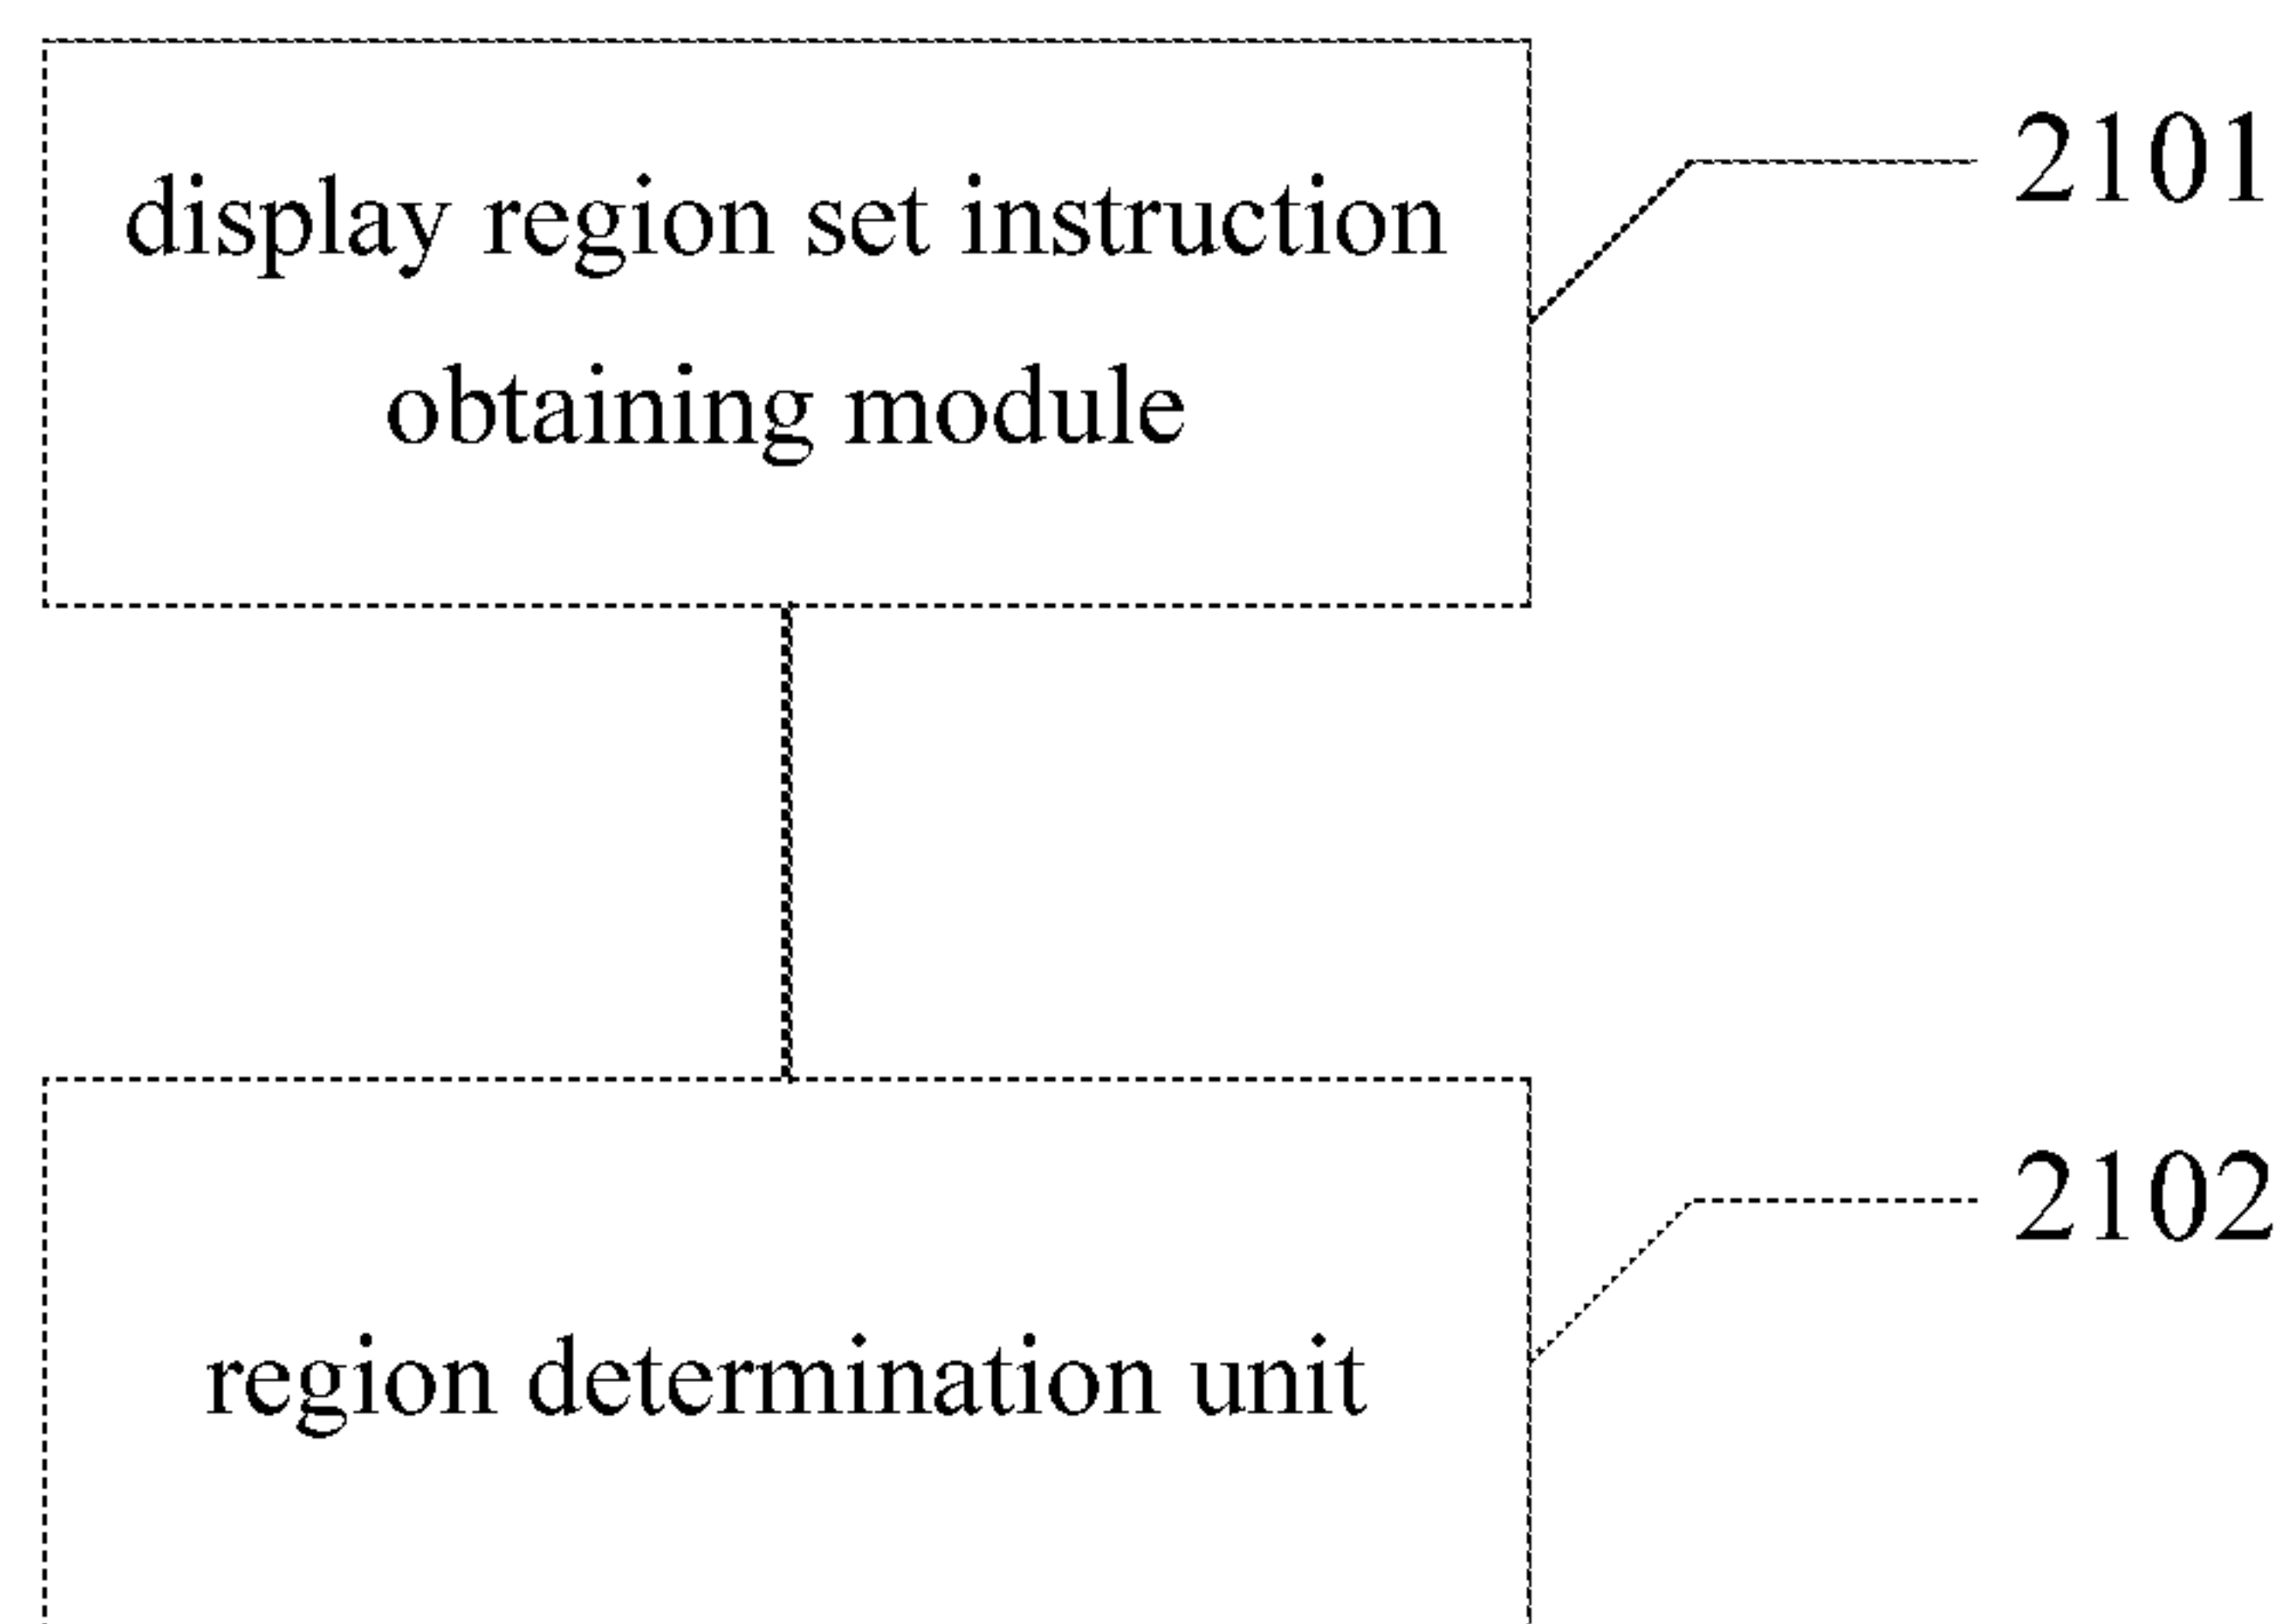 display region set instruction
obtaining module
2101
region determination unit
2102